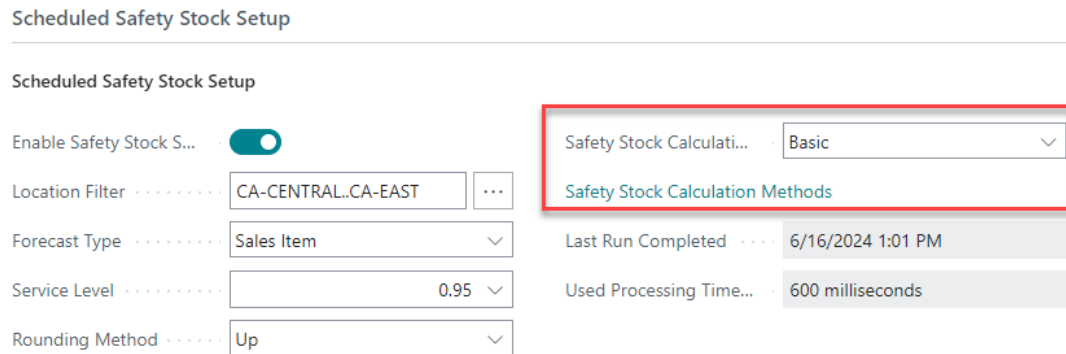 Scheduled Safety Stock Setup
Scheduled Safety Stock Setup
Enable Safety Stock S...
Location Filter CA-CENTRAL..CA-EAST ...
Forecast Type Sales Item
Service Level 0.95
Rounding Method Up
Safety Stock Calculati... Basic
Safety Stock Calculation Methods
Last Run Completed 6/16/2024 1:01 PM
Used Processing Time... 600 milliseconds